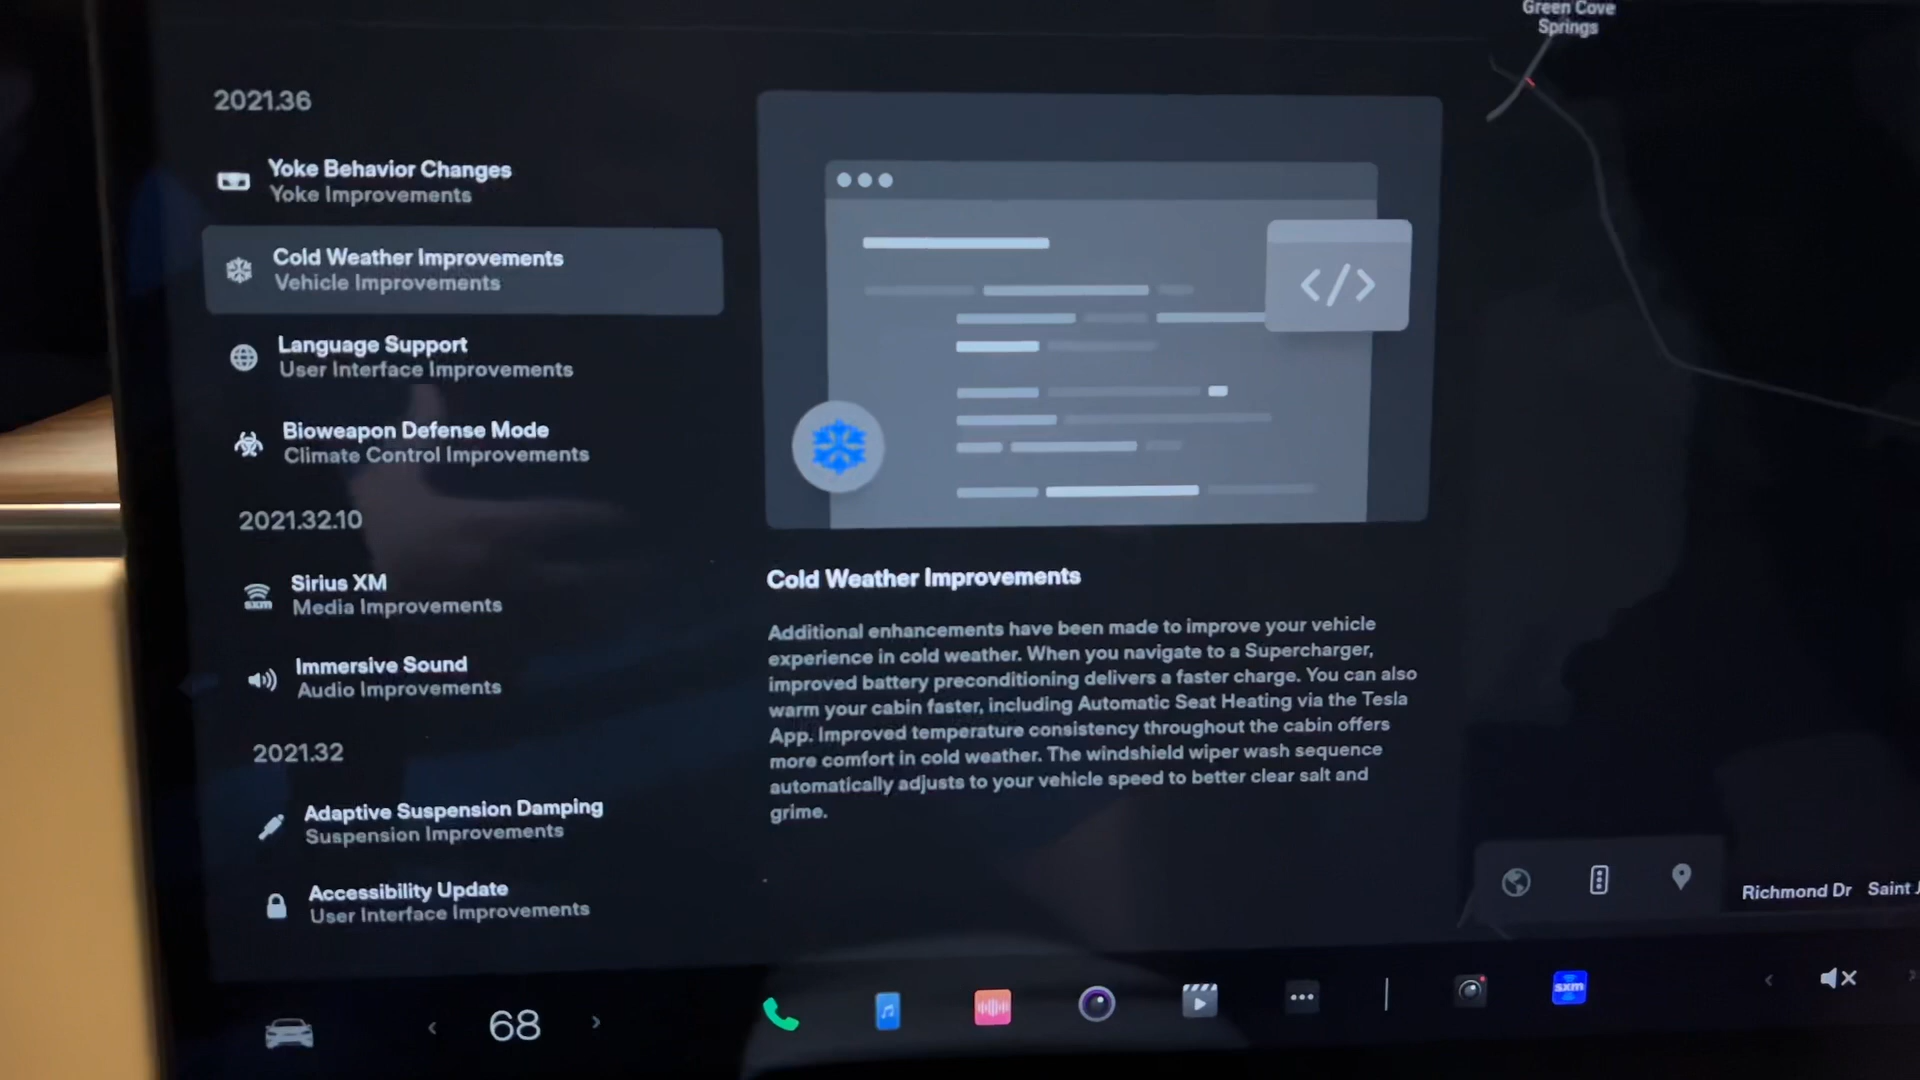 Green Cove
Springs
2021.36
Yoke Behavior Changes
Yoke Improvements
Cold Weather Improvements
Vehicle Improvements
Language Support
User Interface Improvements
Bioweapon Defense Mode
Climate Control Improvements
2021.32.10
Sirius XM
Media Improvements
Immersive Sound
Audio Improvements
2021.32
Adaptive Suspension Damping
Suspension Improvements
Accessibility Update
User Interface Improvements
</>
Cold Weather Improvements
Additional enhancements have been made to improve your vehicle
experience in cold weather. When you navigate to a Supercharger,
improved battery preconditioning delivers a faster charge. You can also
warm your cabin faster, including Automatic Seat Heating via the Tesla
App. Improved temperature consistency throughout the cabin offers
more comfort in cold weather. The windshield wiper wash sequence
automatically adjusts to your vehicle speed to better clear salt and
grime.
Richmond Dr Saint J
68
sxm
sxm